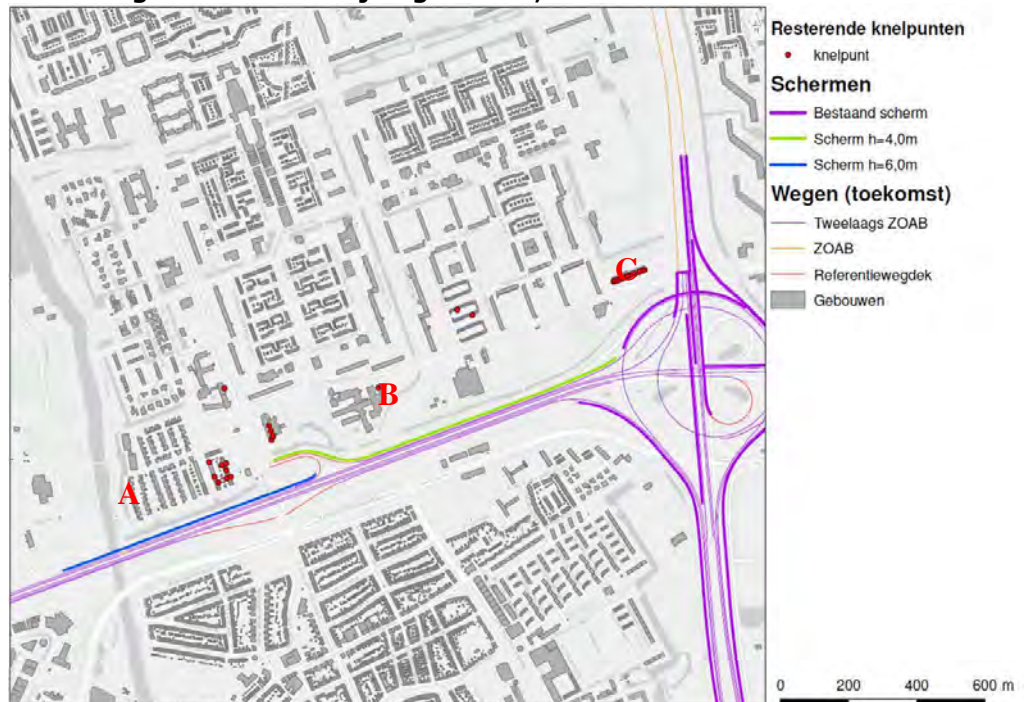 Resterende knelpunten
knelpunt
Schermen
Bestaand scherm
Scherm h=4,0m
Scherm h=6,0m
Wegen (toekomst)
Tweelaags ZOAB
ZOAB
Referentiewegdek
Gebouwen
C
B
A
0 200 400 600 m